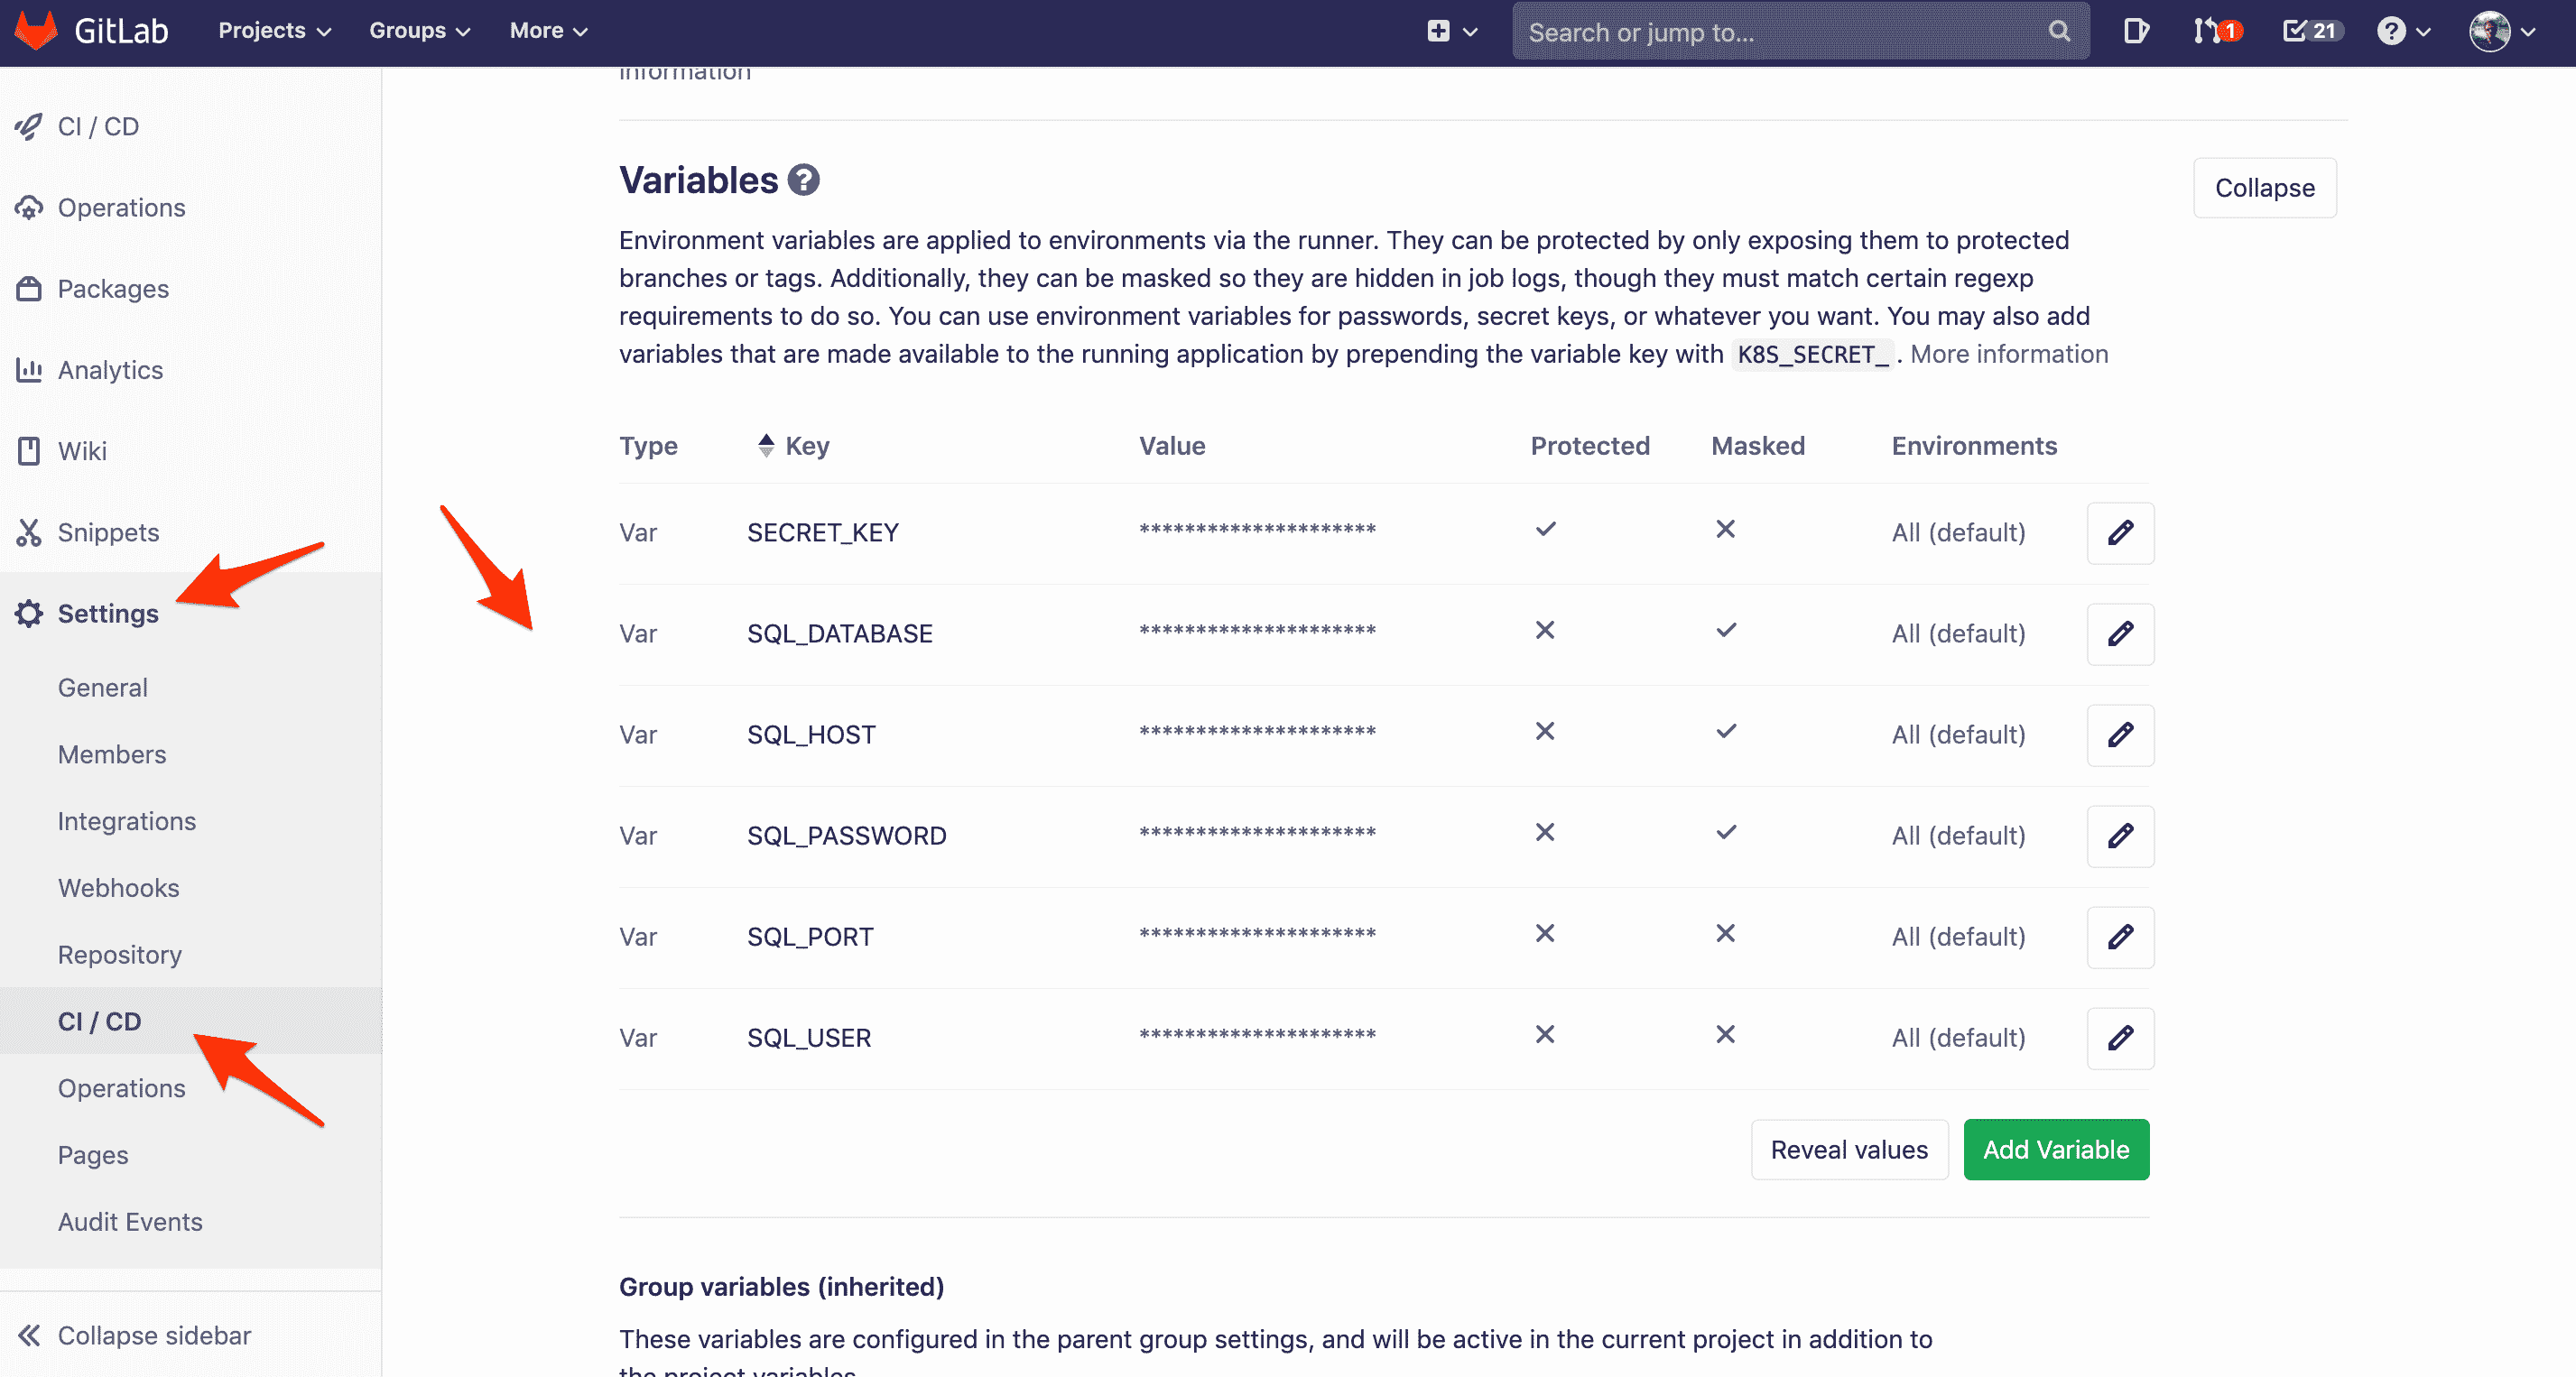 GitLab Projects Groups More Search or jump to... 1 21
information
CI / CD
Operations
Packages
Analytics
Wiki
Snippets
Settings
General
Members
Integrations
Webhooks
Repository
CI / CD
Operations
Pages
Audit Events
Collapse sidebar
Variables ?
Collapse
Environment variables are applied to environments via the runner. They can be protected by only exposing them to protected
branches or tags. Additionally, they can be masked so they are hidden in job logs, though they must match certain regexp
requirements to do so. You can use environment variables for passwords, secret keys, or whatever you want. You may also add
variables that are made available to the running application by prepending the variable key with K8S_SECRET_ . More information
Type Key Value Protected Masked Environments
Var SECRET_KEY ********************* All (default)
Var SQL_DATABASE ********************* All (default)
Var SQL_HOST ********************* All (default)
Var SQL_PASSWORD ********************* All (default)
Var SQL_PORT ********************* All (default)
Var SQL_USER ********************* All (default)
Reveal values Add Variable
Group variables (inherited)
These variables are configured in the parent group settings, and will be active in the current project in addition to
the project variables.